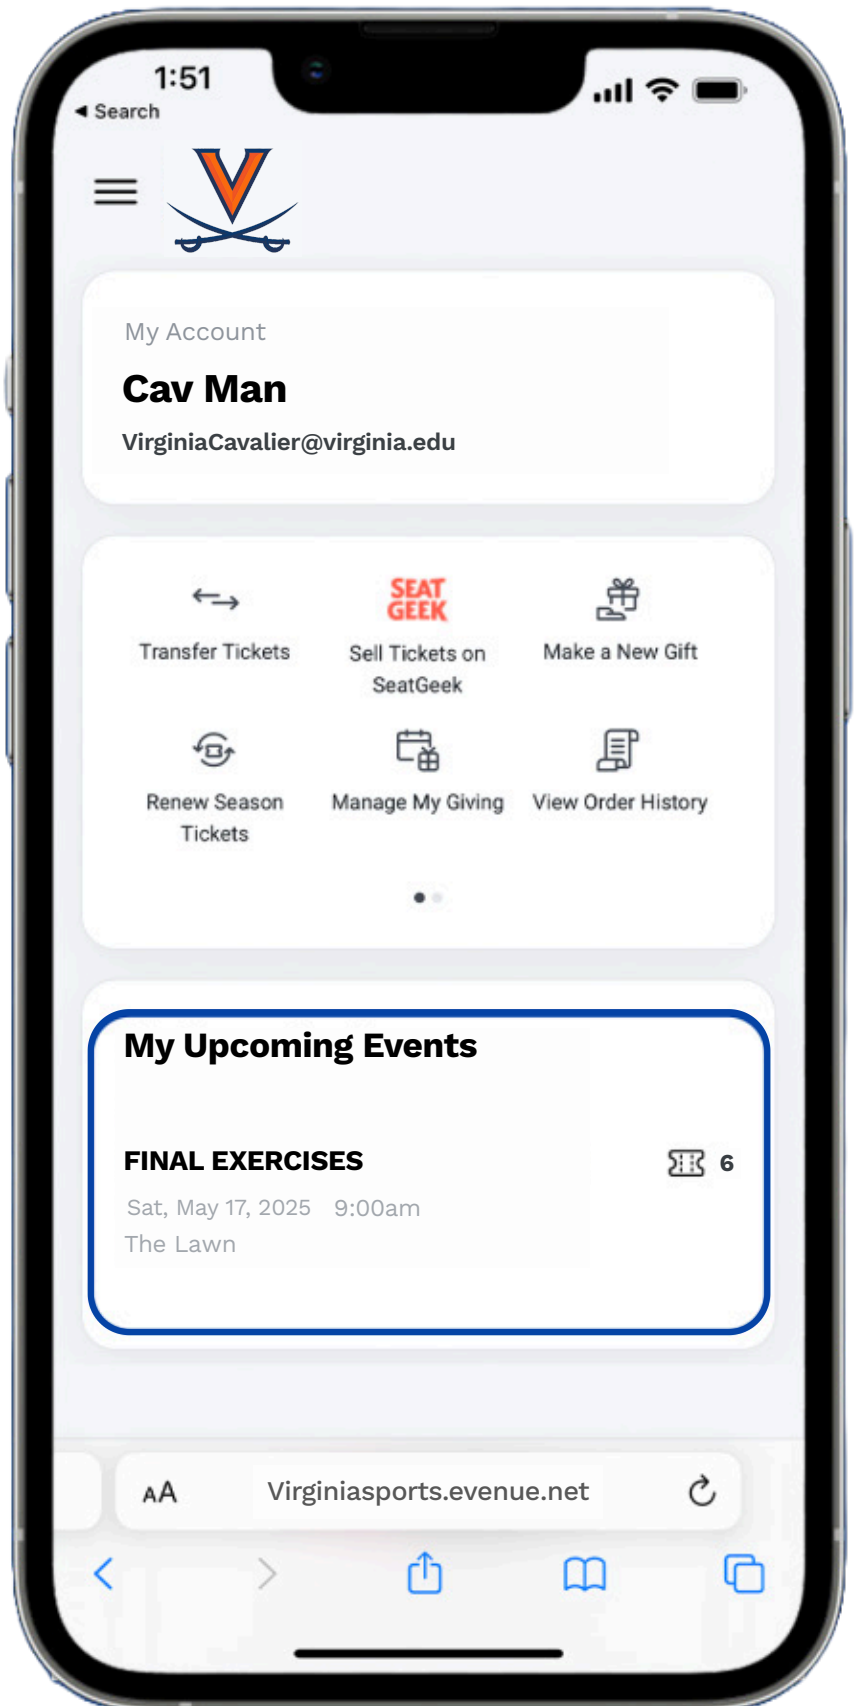 1:51
◀ Search
V
My Account
Cav Man
VirginiaCavalier@virginia.edu
Transfer Tickets
SEAT
GEEK
Sell Tickets on
SeatGeek
Make a New Gift
Renew Season
Tickets
Manage My Giving
View Order History
My Upcoming Events
FINAL EXERCISES
6
Sat, May 17, 2025 9:00am
The Lawn
AA
Virginiasports.evenue.net